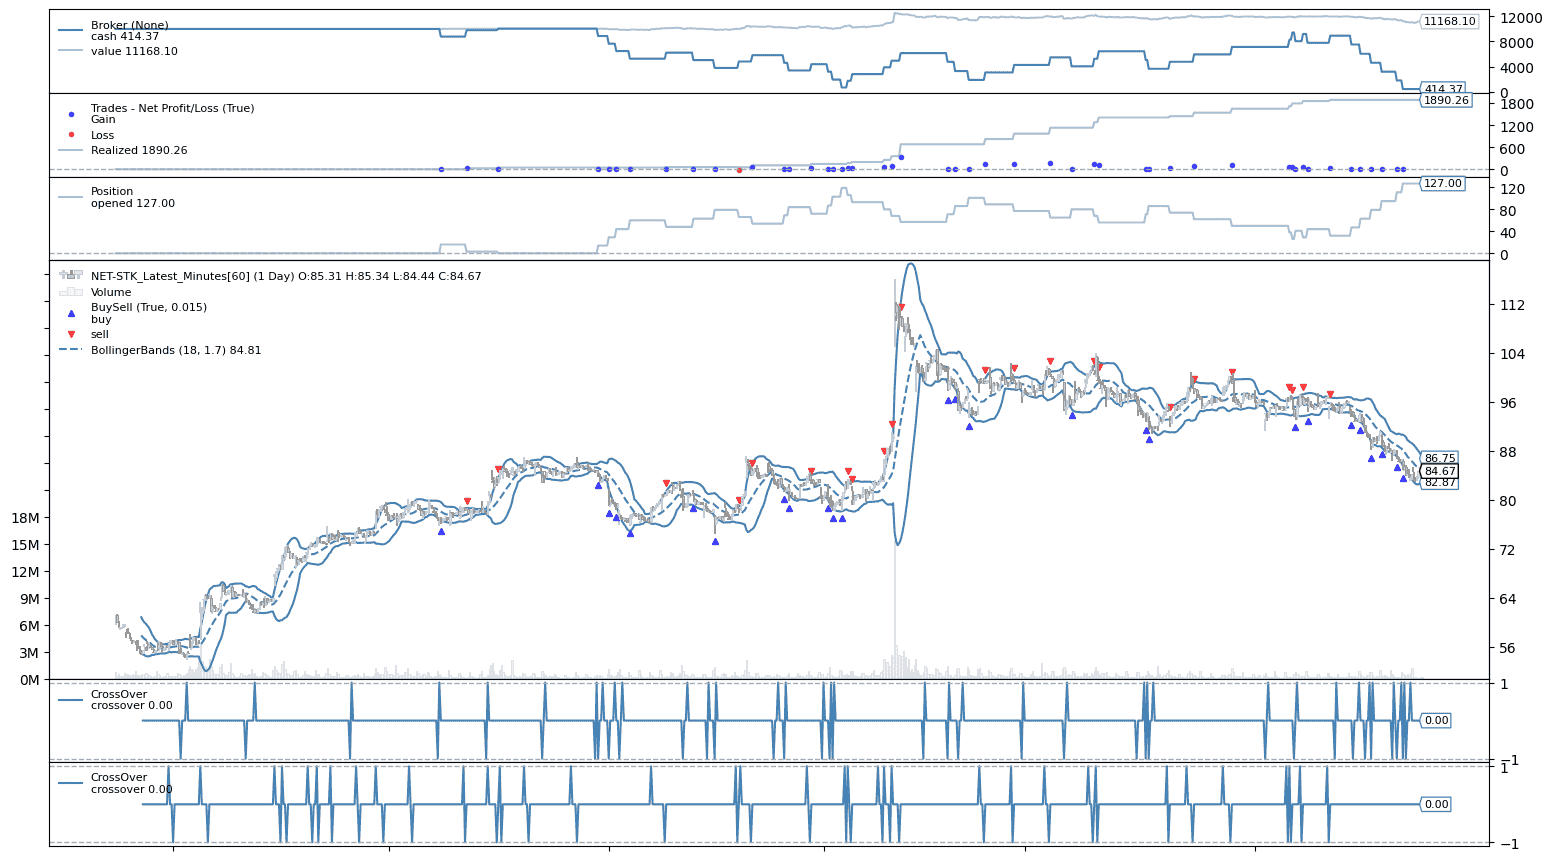 Broker (None)
cash 414.37
value 11168.10
12000
11168.10
8000
4000
414.37
0
Trades - Net Profit/Loss (True)
Gain
Loss
Realized 1890.26
1890.26
1800
1200
600
0
Position
opened 127.00
127.00
120
80
40
0
NET-STK_Latest_Minutes[60] (1 Day) O:85.31 H:85.34 L:84.44 C:84.67
Volume
BuySell (True, 0.015)
buy
sell
BollingerBands (18, 1.7) 84.81
112
104
96
88
86.75
84.67
82.87
80
72
64
56
18M
15M
12M
9M
6M
3M
0M
CrossOver
crossover 0.00
1
0.00
−1
CrossOver
crossover 0.00
1
0.00
−1